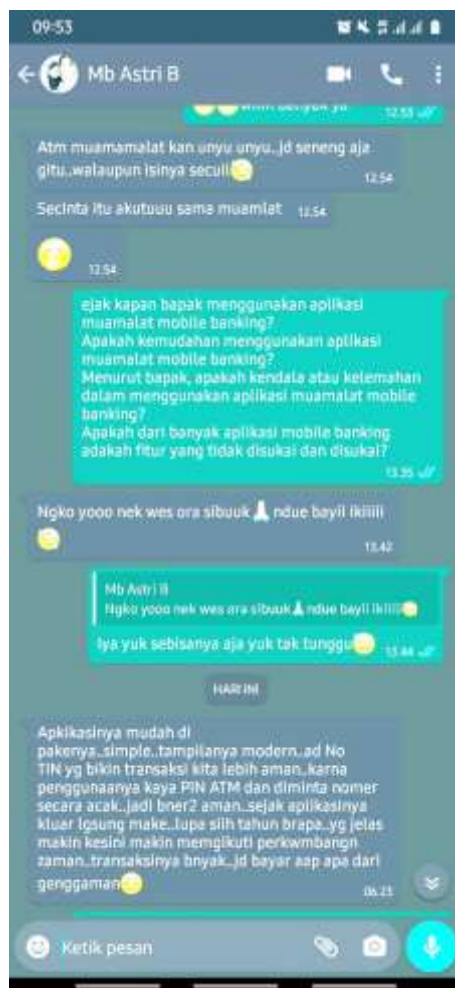 09:53
Mb Astri B
12.53
Atm muamamalat kan unyu unyu..jd seneng aja
gitu..walaupun isinya secuil
12.54
Secinta itu akutuuu sama muamlat 12.54
12.54
ejak kapan bapak menggunakan aplikasi
muamalat mobile banking?
Apakah kemudahan menggunakan aplikasi
muamalat mobile banking?
Menurut bapak, apakah kendala atau kelemahan
dalam menggunakan aplikasi muamalat mobile
banking?
Apakah dari banyak aplikasi mobile banking
adakah fitur yang tidak disukai dan disukai?
13.35
Ngko yooo nek wes ora sibuuk ndue bayii ikiiiii
13.42
Mb Astri B
Ngko yooo nek wes ora sibuuk ndue bayii ikiiiii
Iya yuk sebisanya aja yuk tak tunggu
13.44
HARI INI
Apkikasinya mudah di
pakenya..simple..tampilanya modern..ad No
TIN yg bikin transaksi kita lebih aman..karna
penggunaanya kaya PIN ATM dan diminta nomer
secara acak..jadi bner2 aman..sejak aplikasinya
kluar lgsung make..lupa siih tahun brapa..yg jelas
makin kesini makin memgikuti perkwmbangn
zaman..transaksinya bnyak..jd bayar aap apa dari
genggaman
06.23
Ketik pesan